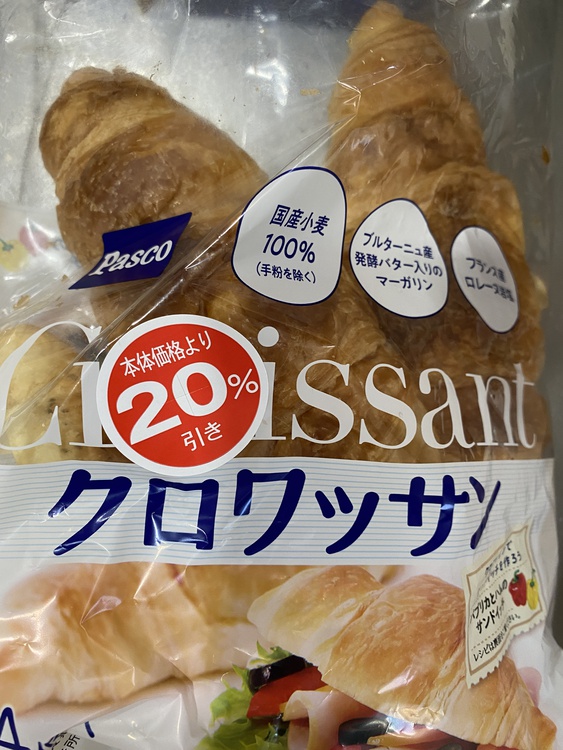 Pasco
国産小麦
100%
(手粉を除く)
ブルターニュ産
発酵バター入りの
マーガリン
フランス産
ロレーヌ岩塩
Croissant
本体価格より
20%
引き
クロワッサン
パプリカとハムの
サンドイッチ